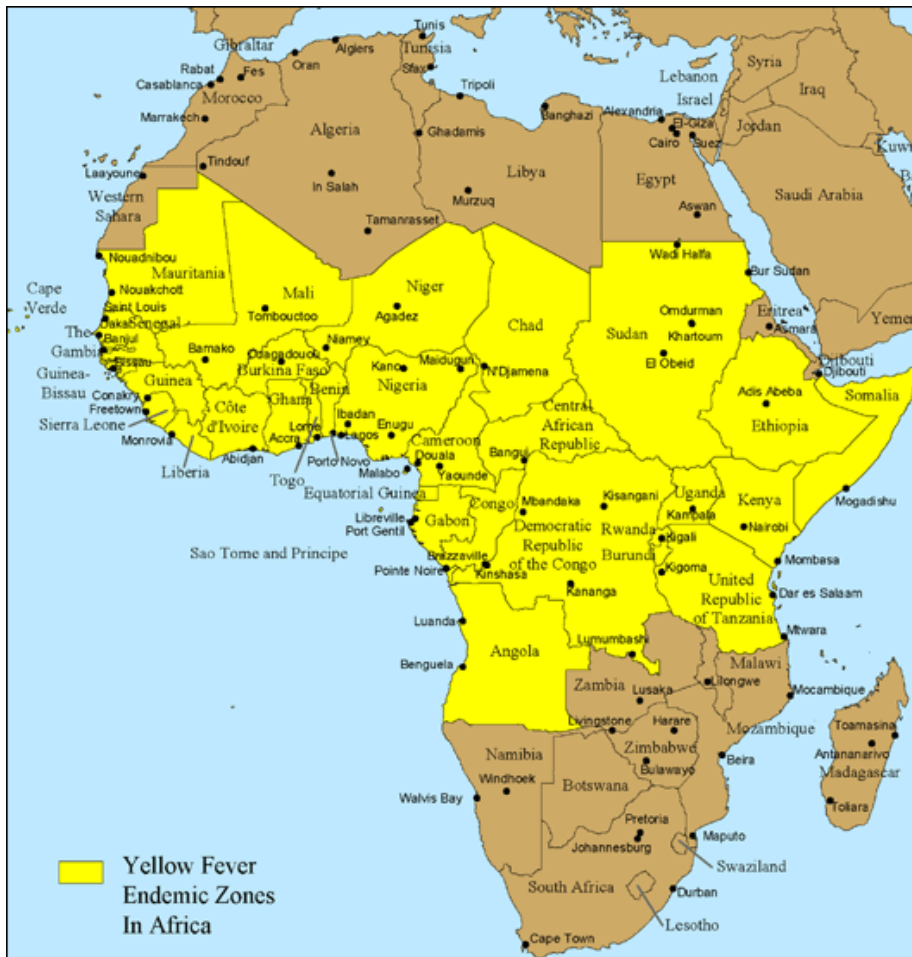 Tunis
Gibraltar
Algiers
Tunisia
Oran
Rabat
Fes
Sfax
Casablanca
Morocco
Tripoli
Lebanon
Syria
Iraq
Marrakech
Banghazi
Alexandria
Israel
El-Giza
Jordan
Cairo
Suez
Kuw
Algeria
Ghadamis
Tindouf
Laayoune
In Salah
Libya
Egypt
Ba
Western
Sahara
Murzuq
Saudi Arabia
Aswan
Tamanrasset
Nouadnibou
Wadi Halfa
Mauritania
Bur Sudan
Cape
Verde
Nouakchott
Mali
Niger
Saint Louis
Tombouctoo
Agadez
Chad
Omdurman
Eritrea
Yemen
Daka
Senegal
Sudan
Khartoum
Asmara
The
Gambia
Banjul
Bamako
Niamey
Ouagadouou
El Obeid
Djibouti
Djibouti
Bissau
Guinea-
Bissau
Guinea
Burkina Faso
Kano
Maiduguri
N'Djamena
Benin
Nigeria
Somalia
Conakry
Freetown
Ghana
Adis Abeba
Sierra Leone
Côte
d'Ivoire
Ibadan
Central
African
Republic
Ethiopia
Monrovia
Lome
Enugu
Accra
Lagos
Cameroon
Liberia
Abidjan
Porto Novo
Douala
Bangui
Togo
Malabo
Yaounde
Equatorial Guinea
Uganda
Kenya
Mogadishu
Congo
Mbandaka
Kisangani
Kampala
Libreville
Gabon
Port Gentil
Democratic
Republic
of the Congo
Rwanda
Nairobi
Kigali
Sao Tome and Principe
Brazzaville
Burundi
Pointe Noire
Kinshasa
Kigoma
Mombasa
Kananga
United
Republic
of Tanzania
Dar es Salaam
Luanda
Mtwara
Angola
Lumumbashi
Benguela
Malawi
Zambia
Lilongwe
Lusaka
Mocambique
Livingstone
Harare
Mozambique
Toamasina
Namibia
Zimbabwe
Antananarivo
Windhoek
Bulawayo
Beira
Madagascar
Botswana
Walvis Bay
Toliara
Pretoria
Johannesburg
Maputo
Yellow Fever
Endemic Zones
In Africa
Swaziland
South Africa
Durban
Lesotho
Cape Town